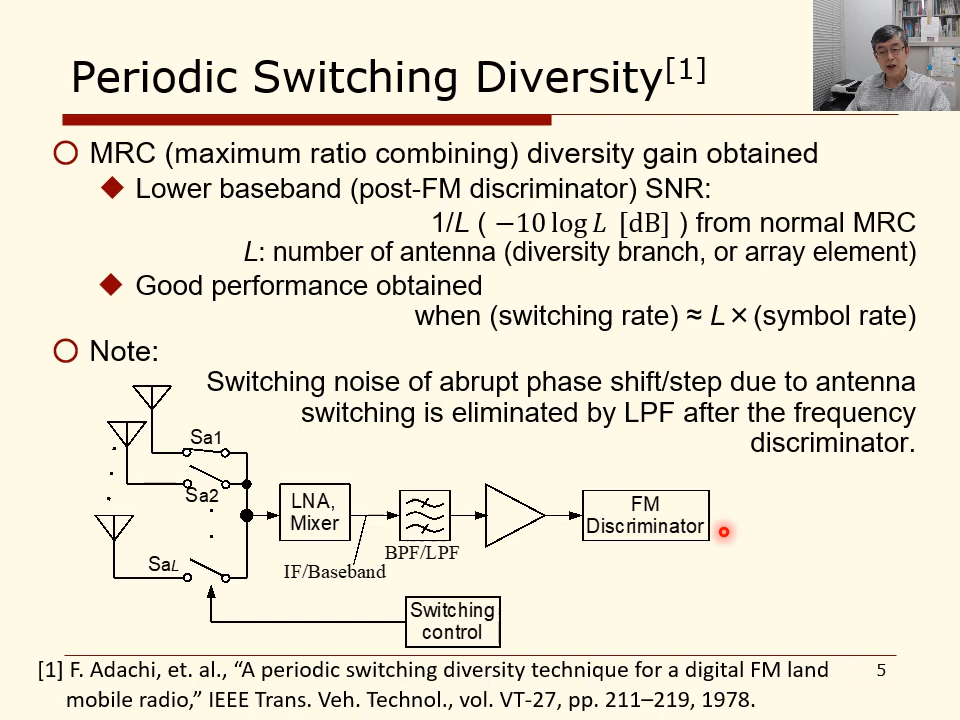 Periodic Switching Diversity[1]
MRC (maximum ratio combining) diversity gain obtained
Lower baseband (post-FM discriminator) SNR:
1/L ( −10 log L [dB] ) from normal MRC
L: number of antenna (diversity branch, or array element)
Good performance obtained
when (switching rate) ≈ L×(symbol rate)
Note:
Switching noise of abrupt phase shift/step due to antenna
switching is eliminated by LPF after the frequency
discriminator.
Sa1
Sa2
SaL
LNA,
Mixer
IF/Baseband
BPF/LPF
FM
Discriminator
Switching
control
[1] F. Adachi, et. al., “A periodic switching diversity technique for a digital FM land
mobile radio,” IEEE Trans. Veh. Technol., vol. VT-27, pp. 211–219, 1978.
5